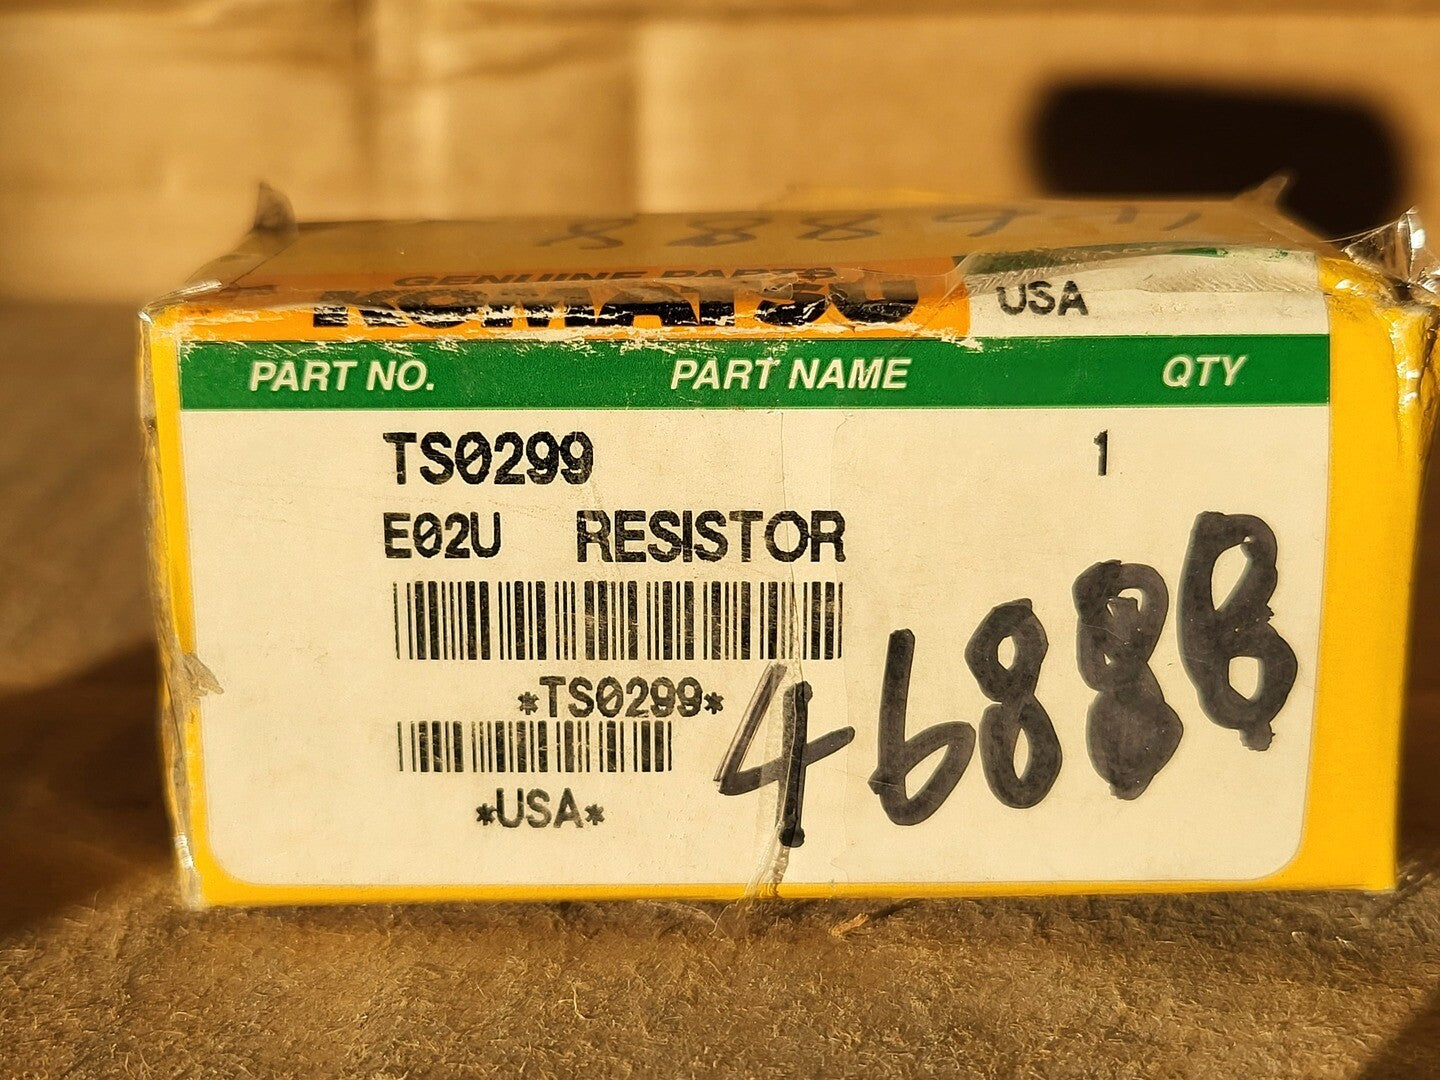 GENUINE PARTS
KOMATSU
USA
PART NO. PART NAME QTY
TS0299 1
E02U RESISTOR
*TS0299*
*USA*
46888